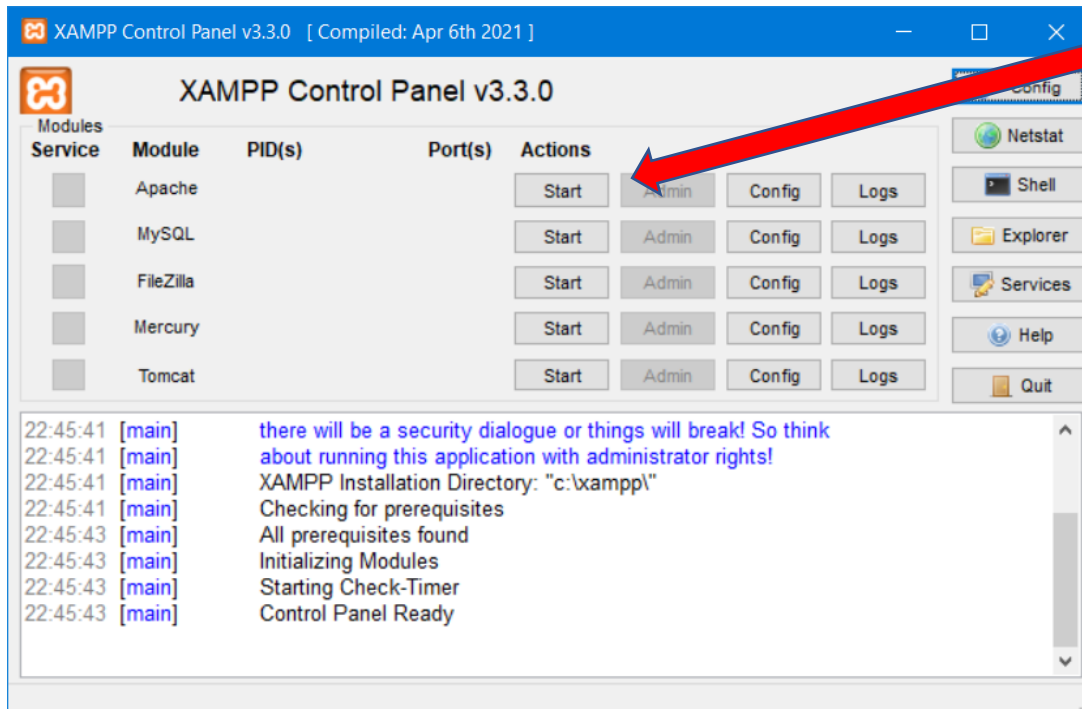 XAMPP Control Panel v3.3.0 [ Compiled: Apr 6th 2021 ]
XAMPP Control Panel v3.3.0
Config
Modules
Service Module PID(s) Port(s) Actions
Netstat
Apache Start Admin Config Logs
Shell
MySQL Start Admin Config Logs
Explorer
FileZilla Start Admin Config Logs
Services
Mercury Start Admin Config Logs
Help
Tomcat Start Admin Config Logs
Quit
22:45:41 [main] there will be a security dialogue or things will break! So think
22:45:41 [main] about running this application with administrator rights!
22:45:41 [main] XAMPP Installation Directory: "c:\xampp\"
22:45:41 [main] Checking for prerequisites
22:45:43 [main] All prerequisites found
22:45:43 [main] Initializing Modules
22:45:43 [main] Starting Check-Timer
22:45:43 [main] Control Panel Ready